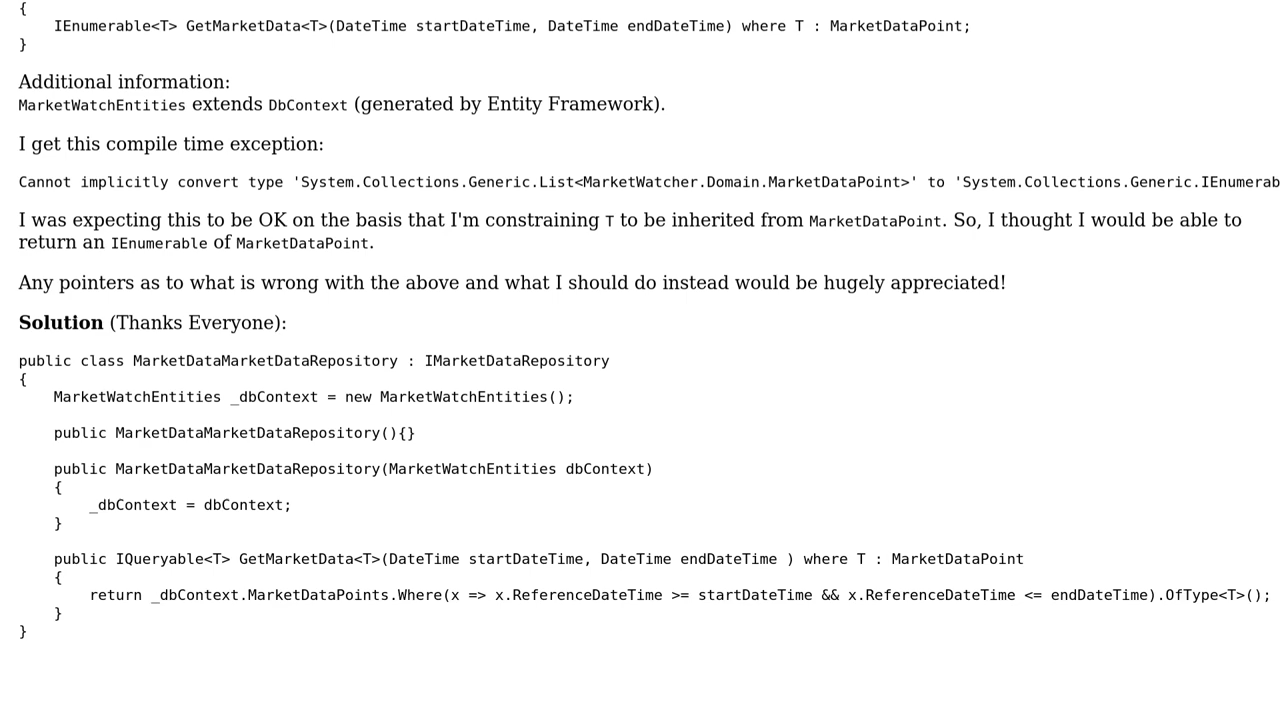 {
    IEnumerable<T> GetMarketData<T>(DateTime startDateTime, DateTime endDateTime) where T : MarketDataPoint;
}
Additional information:
MarketWatchEntities extends DbContext (generated by Entity Framework).
I get this compile time exception:
Cannot implicitly convert type 'System.Collections.Generic.List<MarketWatcher.Domain.MarketDataPoint>' to 'System.Collections.Generic.IEnumerab
I was expecting this to be OK on the basis that I'm constraining T to be inherited from MarketDataPoint. So, I thought I would be able to
return an IEnumerable of MarketDataPoint.
Any pointers as to what is wrong with the above and what I should do instead would be hugely appreciated!
Solution (Thanks Everyone):
public class MarketDataMarketDataRepository : IMarketDataRepository
{
    MarketWatchEntities _dbContext = new MarketWatchEntities();
    public MarketDataMarketDataRepository(){}
    public MarketDataMarketDataRepository(MarketWatchEntities dbContext)
    {
        _dbContext = dbContext;
    }
    public IQueryable<T> GetMarketData<T>(DateTime startDateTime, DateTime endDateTime ) where T : MarketDataPoint
    {
        return _dbContext.MarketDataPoints.Where(x => x.ReferenceDateTime >= startDateTime && x.ReferenceDateTime <= endDateTime).OfType<T>();
    }
}